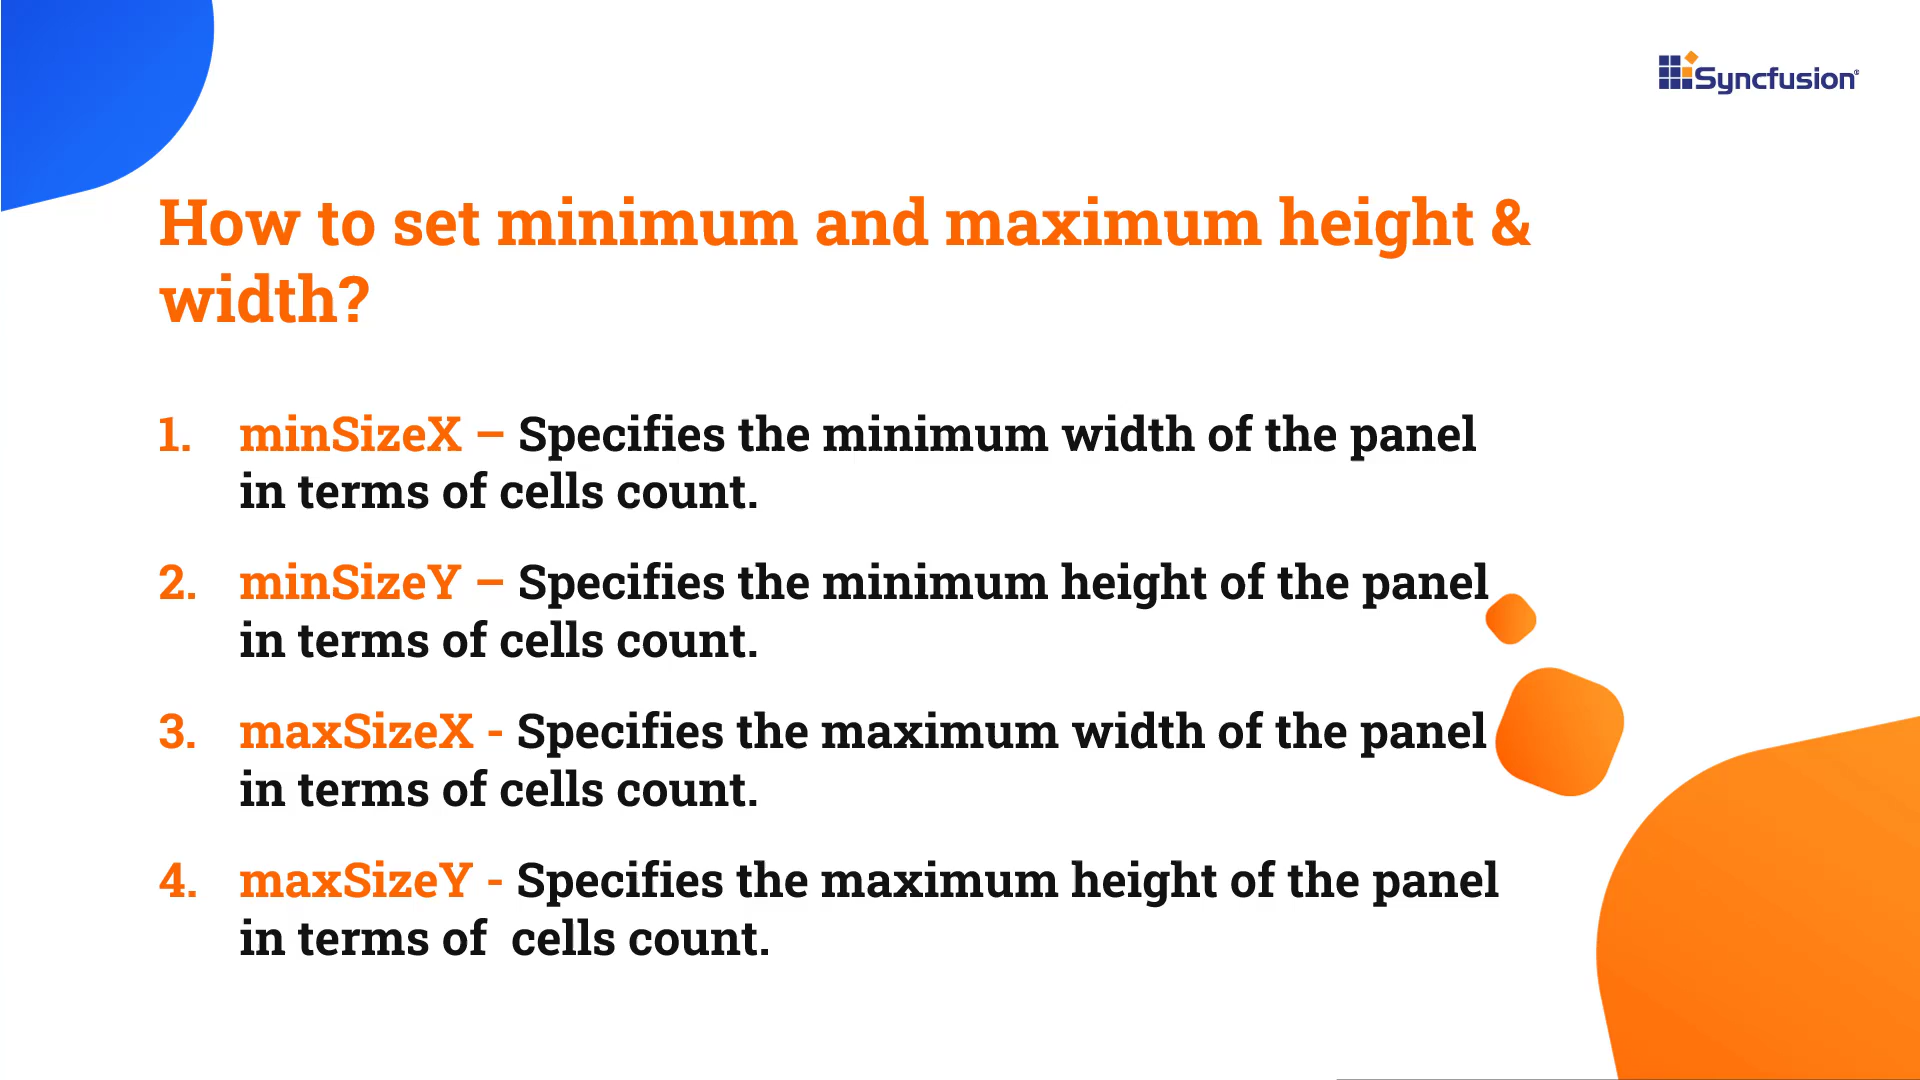 Syncfusion®
How to set minimum and maximum height &
width?
1. minSizeX – Specifies the minimum width of the panel
in terms of cells count.
2. minSizeY – Specifies the minimum height of the panel
in terms of cells count.
3. maxSizeX - Specifies the maximum width of the panel
in terms of cells count.
4. maxSizeY - Specifies the maximum height of the panel
in terms of  cells count.